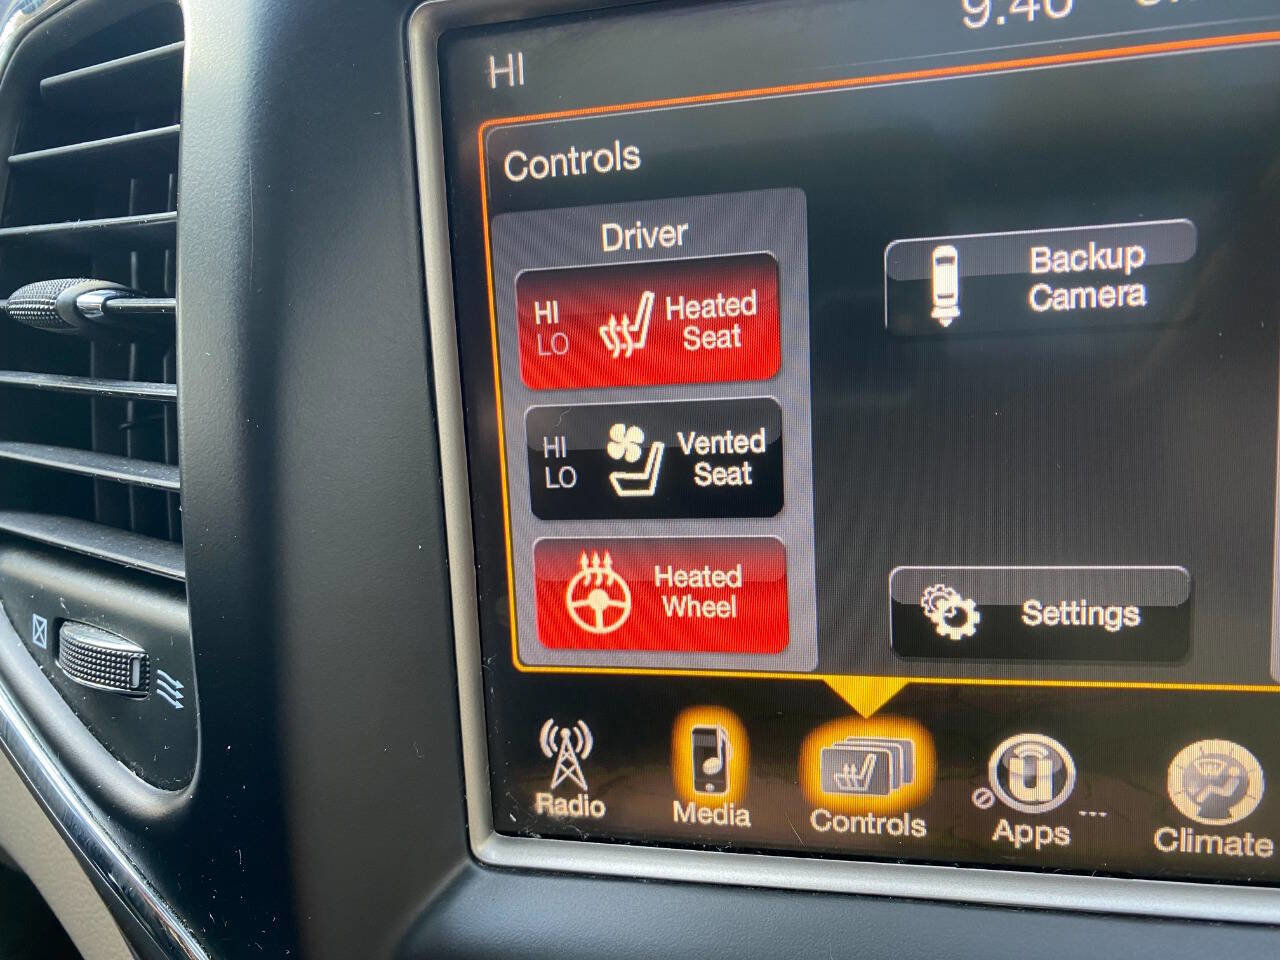 HI
Controls
Driver
HI
LO
Heated
Seat
HI
LO
Vented
Seat
Heated
Wheel
Backup
Camera
Settings
Radio
Media
Controls
Apps
Climate